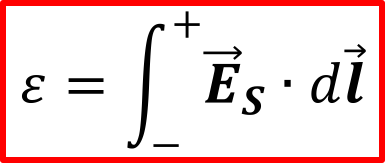 ε = ∫₋⁺ E⃗ₛ · dl⃗